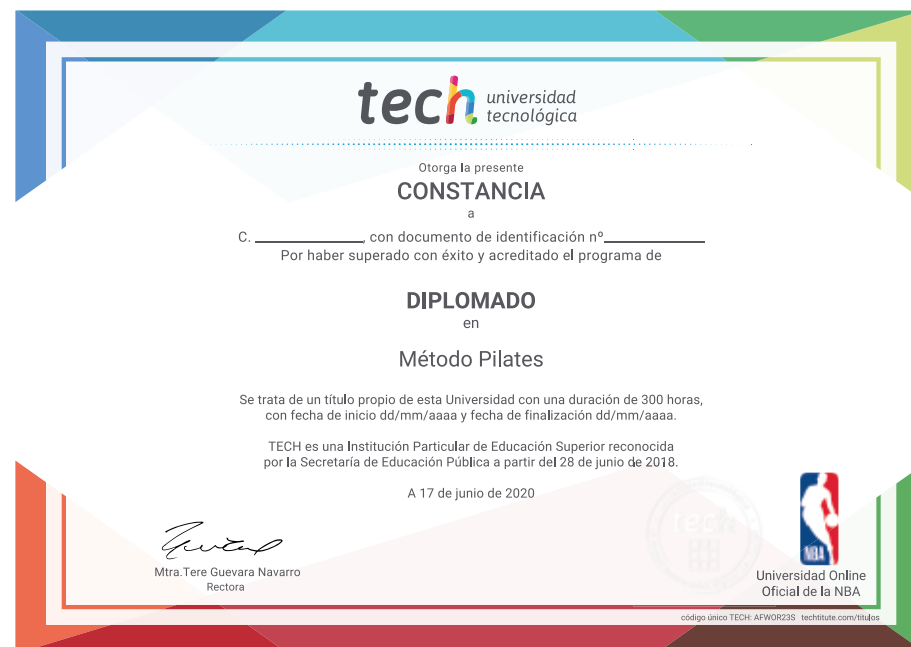 tech universidad
tecnológica
Otorga la presente
CONSTANCIA
a
C. ____________, con documento de identificación nº____________
Por haber superado con éxito y acreditado el programa de
DIPLOMADO
en
Método Pilates
Se trata de un título propio de esta Universidad con una duración de 300 horas,
con fecha de inicio dd/mm/aaaa y fecha de finalización dd/mm/aaaa.
TECH es una Institución Particular de Educación Superior reconocida
por la Secretaría de Educación Pública a partir del 28 de junio de 2018.
A 17 de junio de 2020
tech
NBA
Mtra.Tere Guevara Navarro
Rectora
Universidad Online
Oficial de la NBA
código único TECH: AFWOR23S techtitute.com/titulos